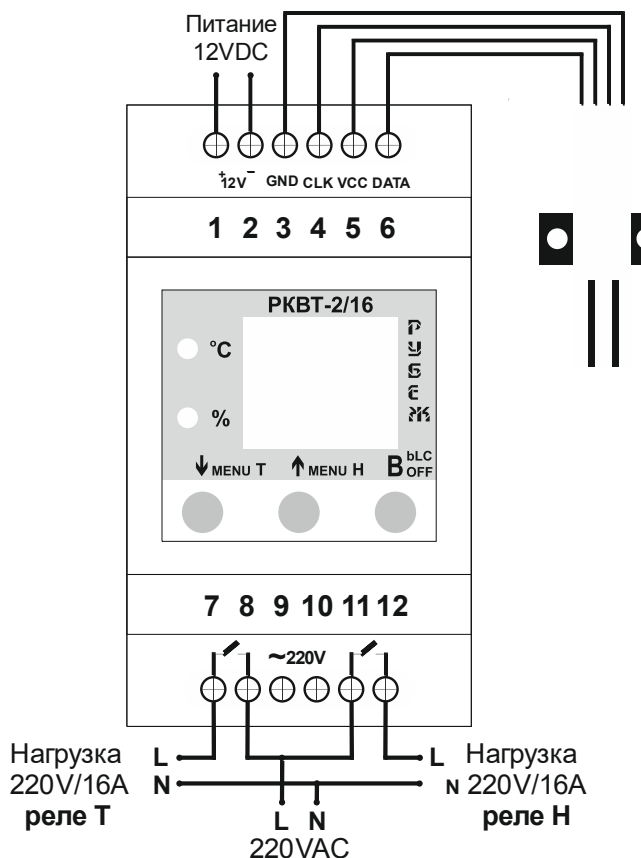 Питание
12VDC
+12V− GND CLK VCC DATA
1 2 3 4 5 6
РКВТ-2/16
°C
%
РУБЕЖ
↓ MENU T ↑ MENU H B bLC OFF
7 8 9 10 11 12
~220V
Нагрузка L
220V/16A N
реле T
L Нагрузка
N 220V/16A
реле H
L N
220VAC